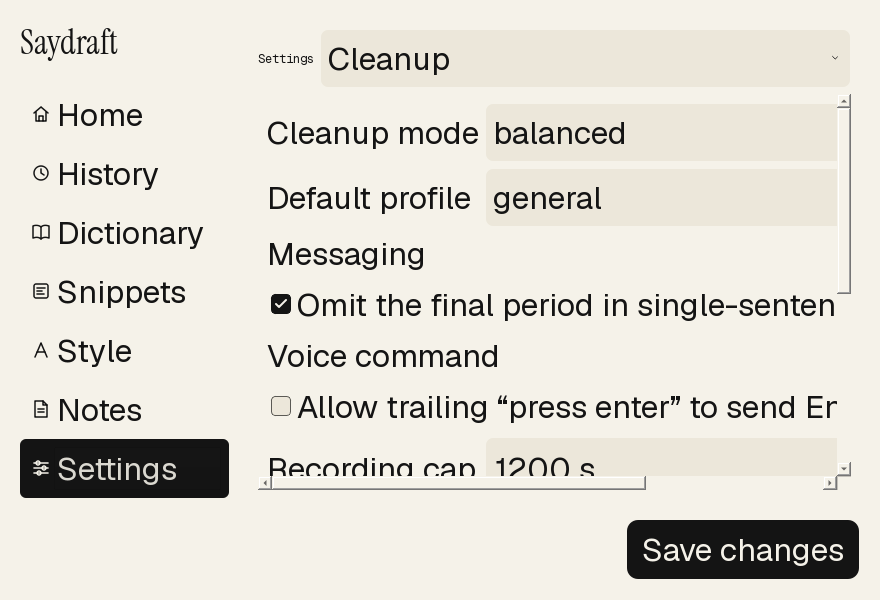 Saydraft
Home
History
Dictionary
Snippets
Style
Notes
Settings
Settings Cleanup
Cleanup mode balanced
Default profile general
Messaging
Omit the final period in single-senten
Voice command
Allow trailing “press enter” to send Er
Recording cap 1200 s
Save changes